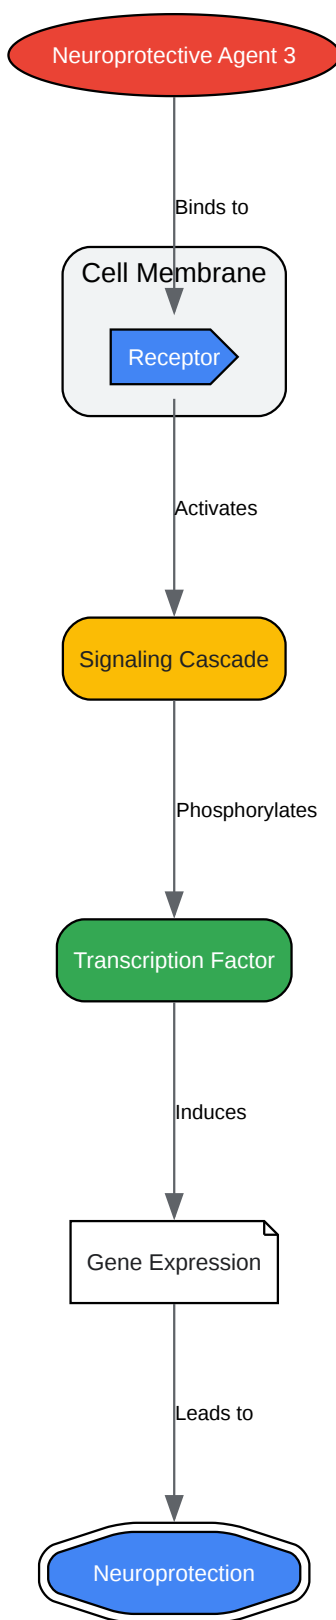 Neuroprotective Agent 3
Binds to
Cell Membrane
Receptor
Activates
Signaling Cascade
Phosphorylates
Transcription Factor
Induces
Gene Expression
Leads to
Neuroprotection